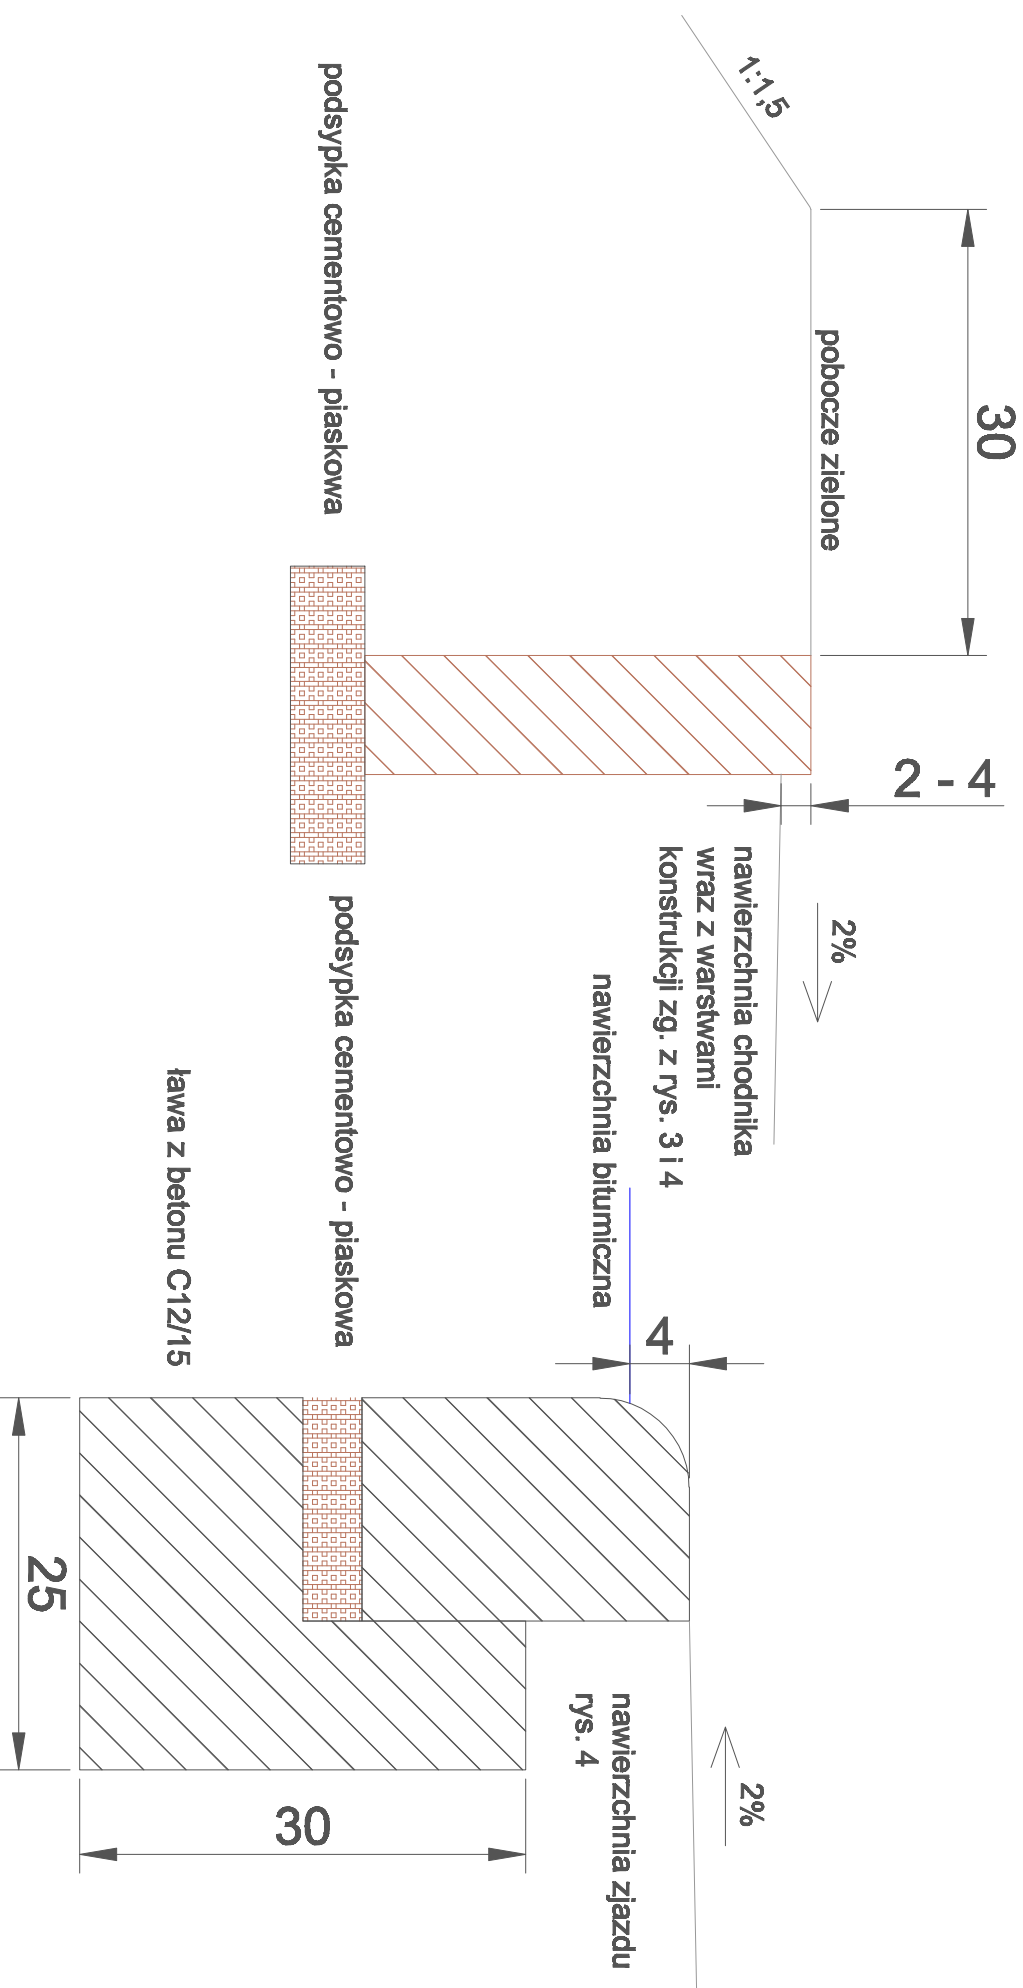 1:1,5
30
pobocze zielone
2 - 4
2%
nawierzchnia chodnika
wraz z warstwami
konstrukcji zg. z rys. 3 i 4
podsypka cementowo - piaskowa
nawierzchnia bitumiczna
4
2%
nawierzchnia zjazdu
rys. 4
podsypka cementowo - piaskowa
ława z betonu C12/15
30
25